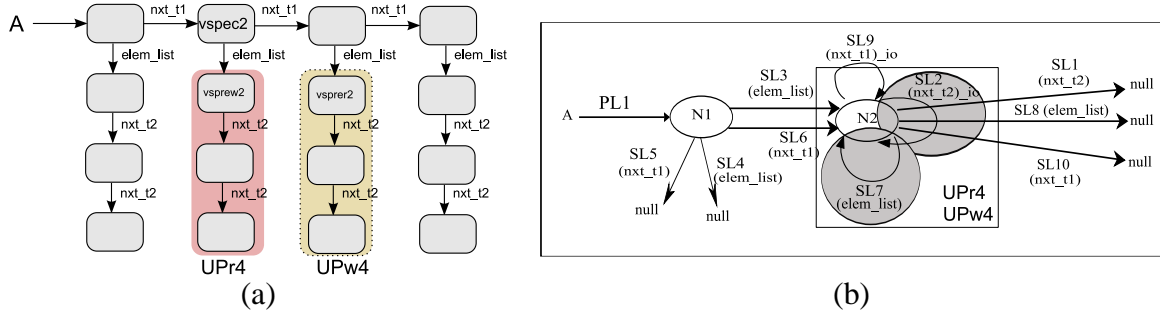 A
nxt_t1
vspec2
nxt_t1
nxt_t1
elem_list
elem_list
elem_list
elem_list
vsprew2
vsprer2
nxt_t2
nxt_t2
nxt_t2
nxt_t2
nxt_t2
nxt_t2
nxt_t2
nxt_t2
UPr4
UPw4
(a)
A
PL1
N1
SL3
(elem_list)
SL6
(nxt_t1)
SL5
(nxt_t1)
SL4
(elem_list)
null
null
SL9
(nxt_t1)_io
N2
SL2
(nxt_t2)_io
SL7
(elem_list)
SL1
(nxt_t2)
null
SL8 (elem_list)
null
SL10
(nxt_t1)
null
UPr4
UPw4
(b)